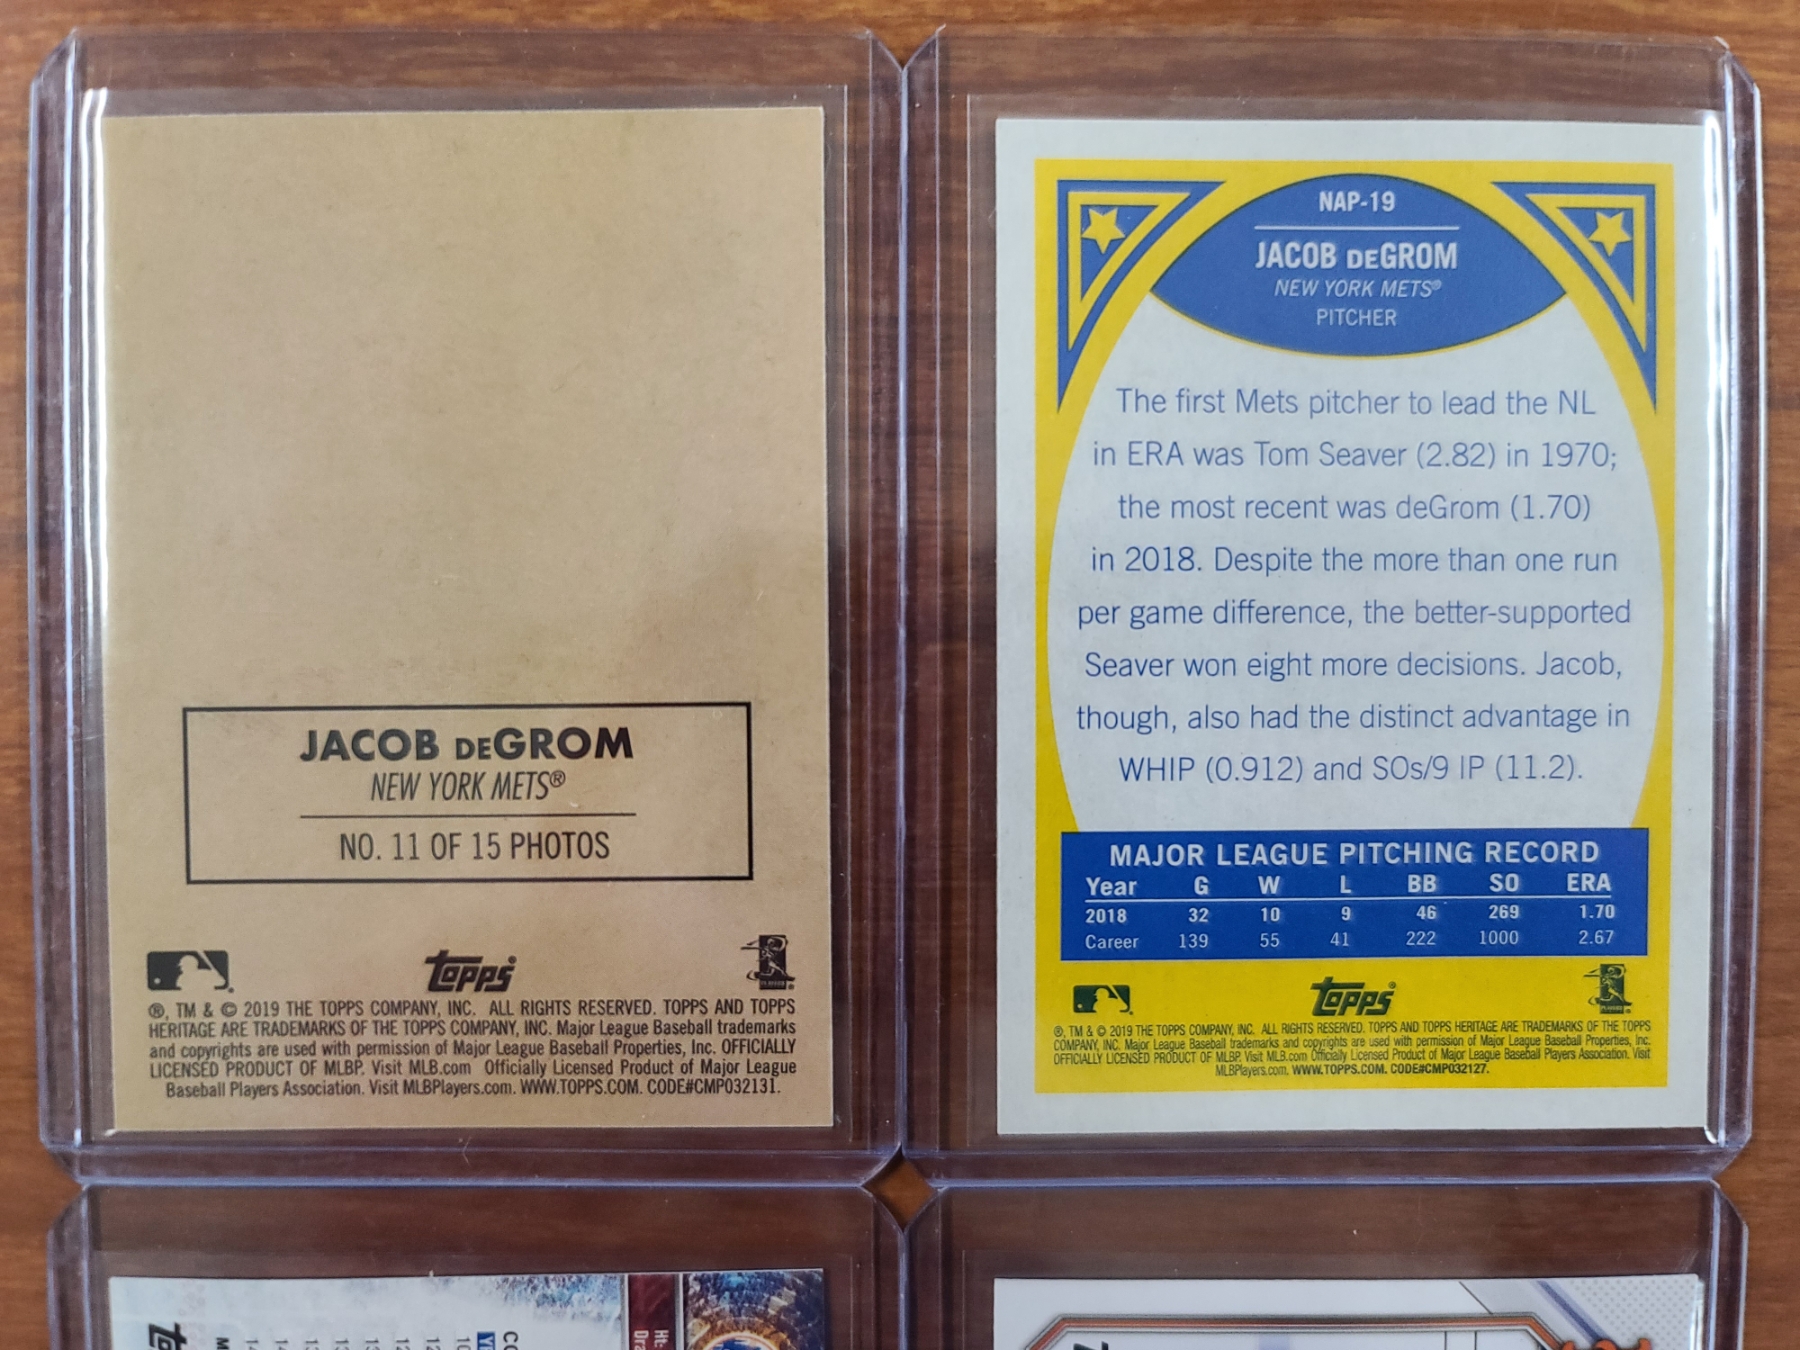 JACOB DEGROM
NEW YORK METS®
NO. 11 OF 15 PHOTOS
topps®
®, TM & © 2019 THE TOPPS COMPANY, INC. ALL RIGHTS RESERVED. TOPPS AND TOPPS
HERITAGE ARE TRADEMARKS OF THE TOPPS COMPANY, INC. Major League Baseball trademarks
and copyrights are used with permission of Major League Baseball Properties, Inc. OFFICIALLY
LICENSED PRODUCT OF MLBP. Visit MLB.com Officially Licensed Product of Major League
Baseball Players Association. Visit MLBPlayers.com. WWW.TOPPS.COM. CODE#CMP032131.
NAP-19
JACOB DEGROM
NEW YORK METS®
PITCHER
The first Mets pitcher to lead the NL
in ERA was Tom Seaver (2.82) in 1970;
the most recent was deGrom (1.70)
in 2018. Despite the more than one run
per game difference, the better-supported
Seaver won eight more decisions. Jacob,
though, also had the distinct advantage in
WHIP (0.912) and SOs/9 IP (11.2).
MAJOR LEAGUE PITCHING RECORD
Year G W L BB SO ERA
2018 32 10 9 46 269 1.70
Career 139 55 41 222 1000 2.67
topps®
®, TM & © 2019 THE TOPPS COMPANY, INC. ALL RIGHTS RESERVED. TOPPS AND TOPPS HERITAGE ARE TRADEMARKS OF THE TOPPS
COMPANY, INC. Major League Baseball trademarks and copyrights are used with permission of Major League Baseball Properties, Inc.
OFFICIALLY LICENSED PRODUCT OF MLBP. Visit MLB.com Officially Licensed Product of Major League Baseball Players Association. Visit
MLBPlayers.com. WWW.TOPPS.COM. CODE#CMP032127.